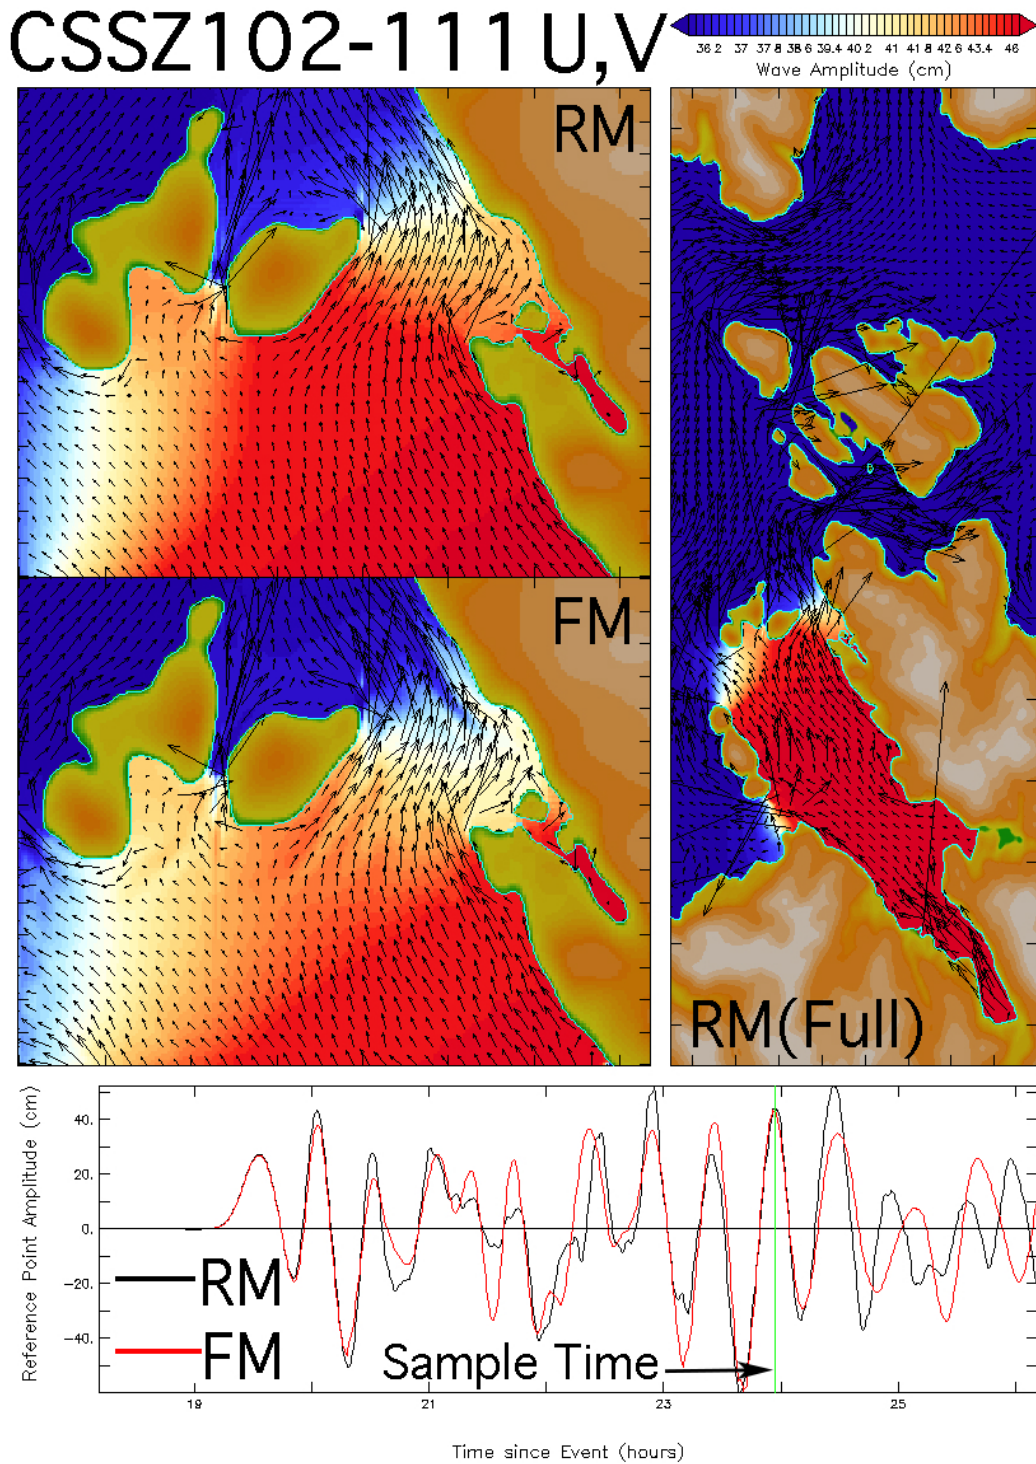 CSSZ102-111 U,V
36.2 37 37.8 38.6 39.4 40.2 41 41.8 42.6 43.4 46
Wave Amplitude (cm)
RM
FM
RM(Full)
Reference Point Amplitude (cm)
40.
20.
0.
-20.
-40.
RM
FM
Sample Time
19 21 23 25
Time since Event (hours)